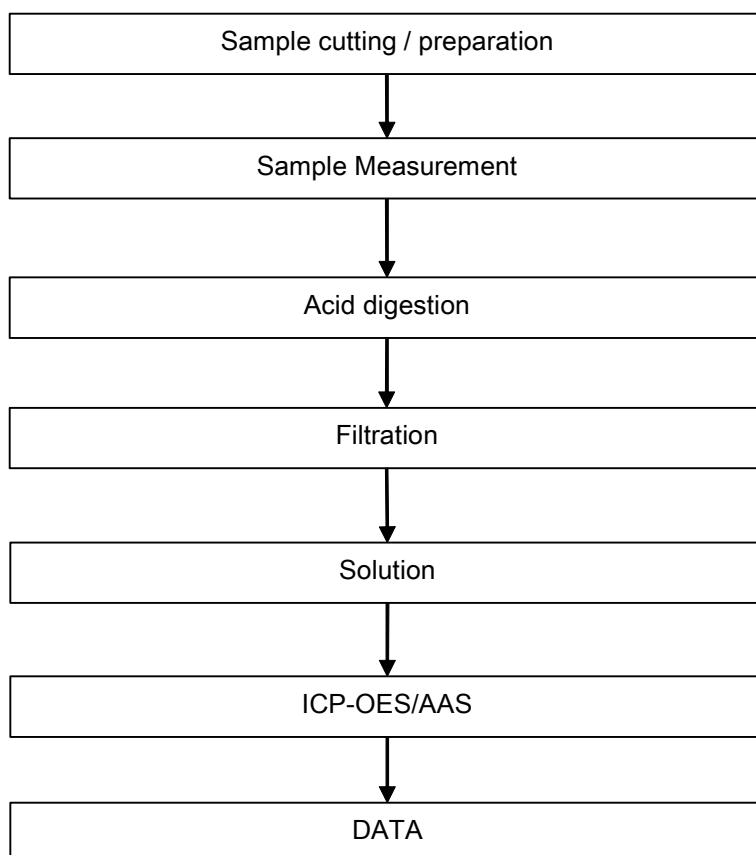 Sample cutting / preparation
Sample Measurement
Acid digestion
Filtration
Solution
ICP-OES/AAS
DATA